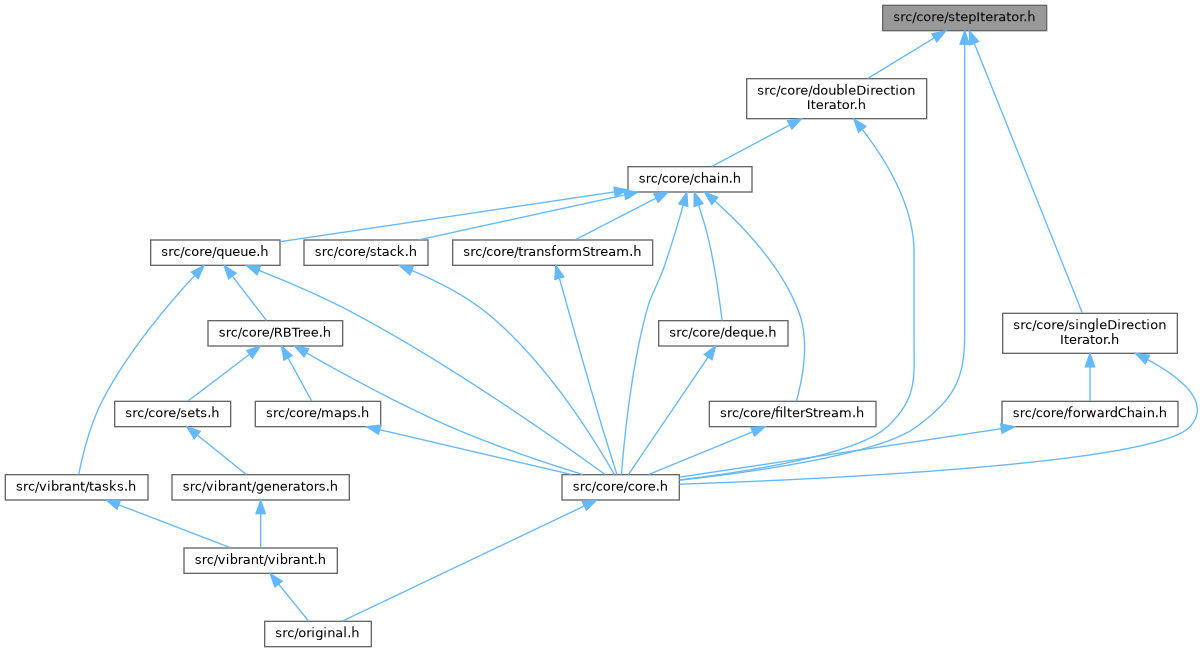 src/core/stepIterator.h
src/core/doubleDirection
Iterator.h
src/core/chain.h
src/core/queue.h
src/core/stack.h
src/core/transformStream.h
src/core/RBTree.h
src/core/deque.h
src/core/singleDirection
Iterator.h
src/core/sets.h
src/core/maps.h
src/core/filterStream.h
src/core/forwardChain.h
src/vibrant/tasks.h
src/vibrant/generators.h
src/core/core.h
src/vibrant/vibrant.h
src/original.h